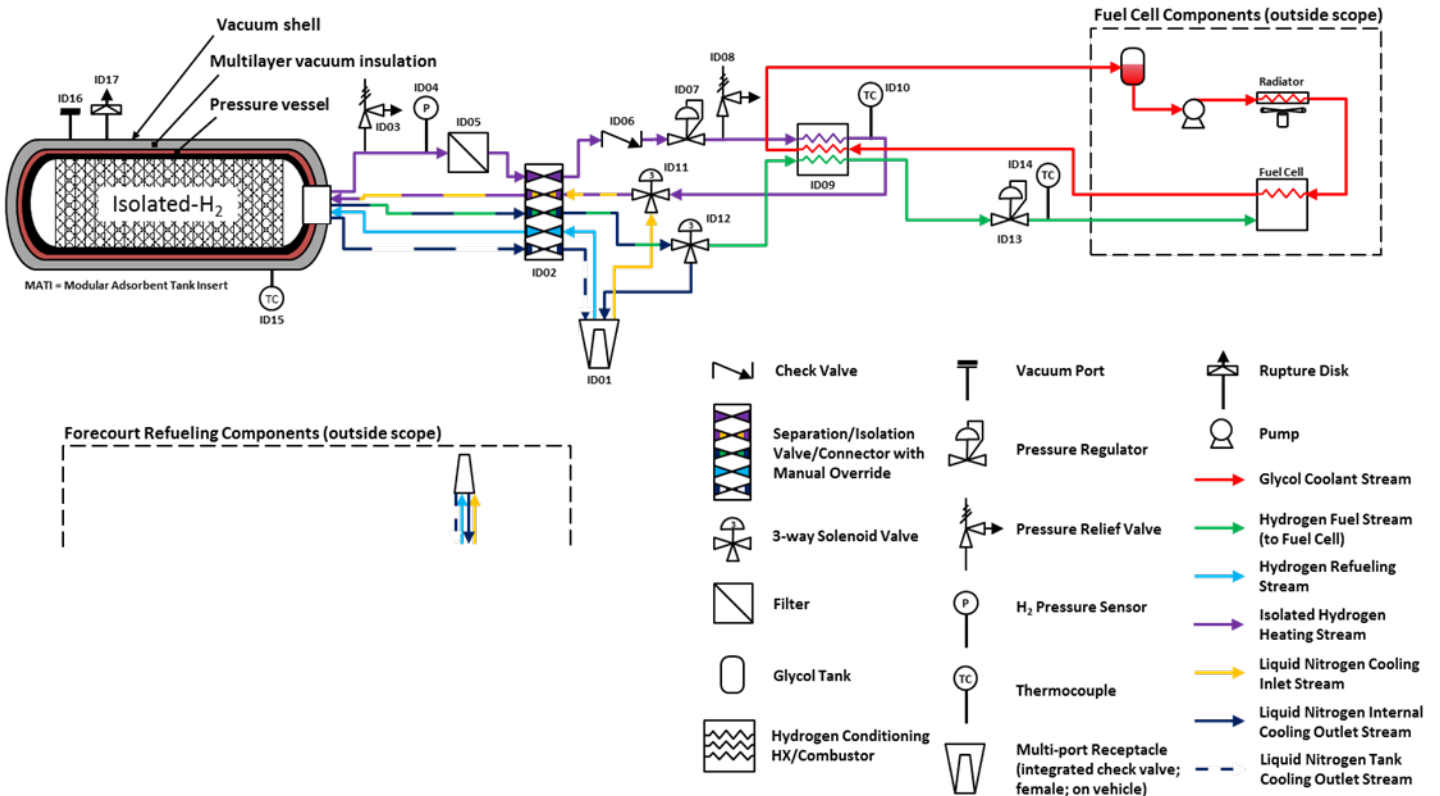 Vacuum shell
Multilayer vacuum insulation
Pressure vessel
ID16
ID17
Isolated-H₂
MATI = Modular Adsorbent Tank Insert
TC
ID15
ID03
P
ID04
ID05
ID02
ID06
ID07
ID08
3
ID11
3
ID12
ID01
ID09
TC
ID10
ID13
TC
ID14
Fuel Cell Components (outside scope)
Radiator
Fuel Cell
Forecourt Refueling Components (outside scope)
Check Valve
Separation/Isolation
Valve/Connector with
Manual Override
3
3-way Solenoid Valve
Filter
Glycol Tank
Hydrogen Conditioning
HX/Combustor
Vacuum Port
Pressure Regulator
Pressure Relief Valve
P
H₂ Pressure Sensor
TC
Thermocouple
Multi-port Receptacle
(integrated check valve;
female; on vehicle)
Rupture Disk
Pump
Glycol Coolant Stream
Hydrogen Fuel Stream
(to Fuel Cell)
Hydrogen Refueling
Stream
Isolated Hydrogen
Heating Stream
Liquid Nitrogen Cooling
Inlet Stream
Liquid Nitrogen Internal
Cooling Outlet Stream
Liquid Nitrogen Tank
Cooling Outlet Stream